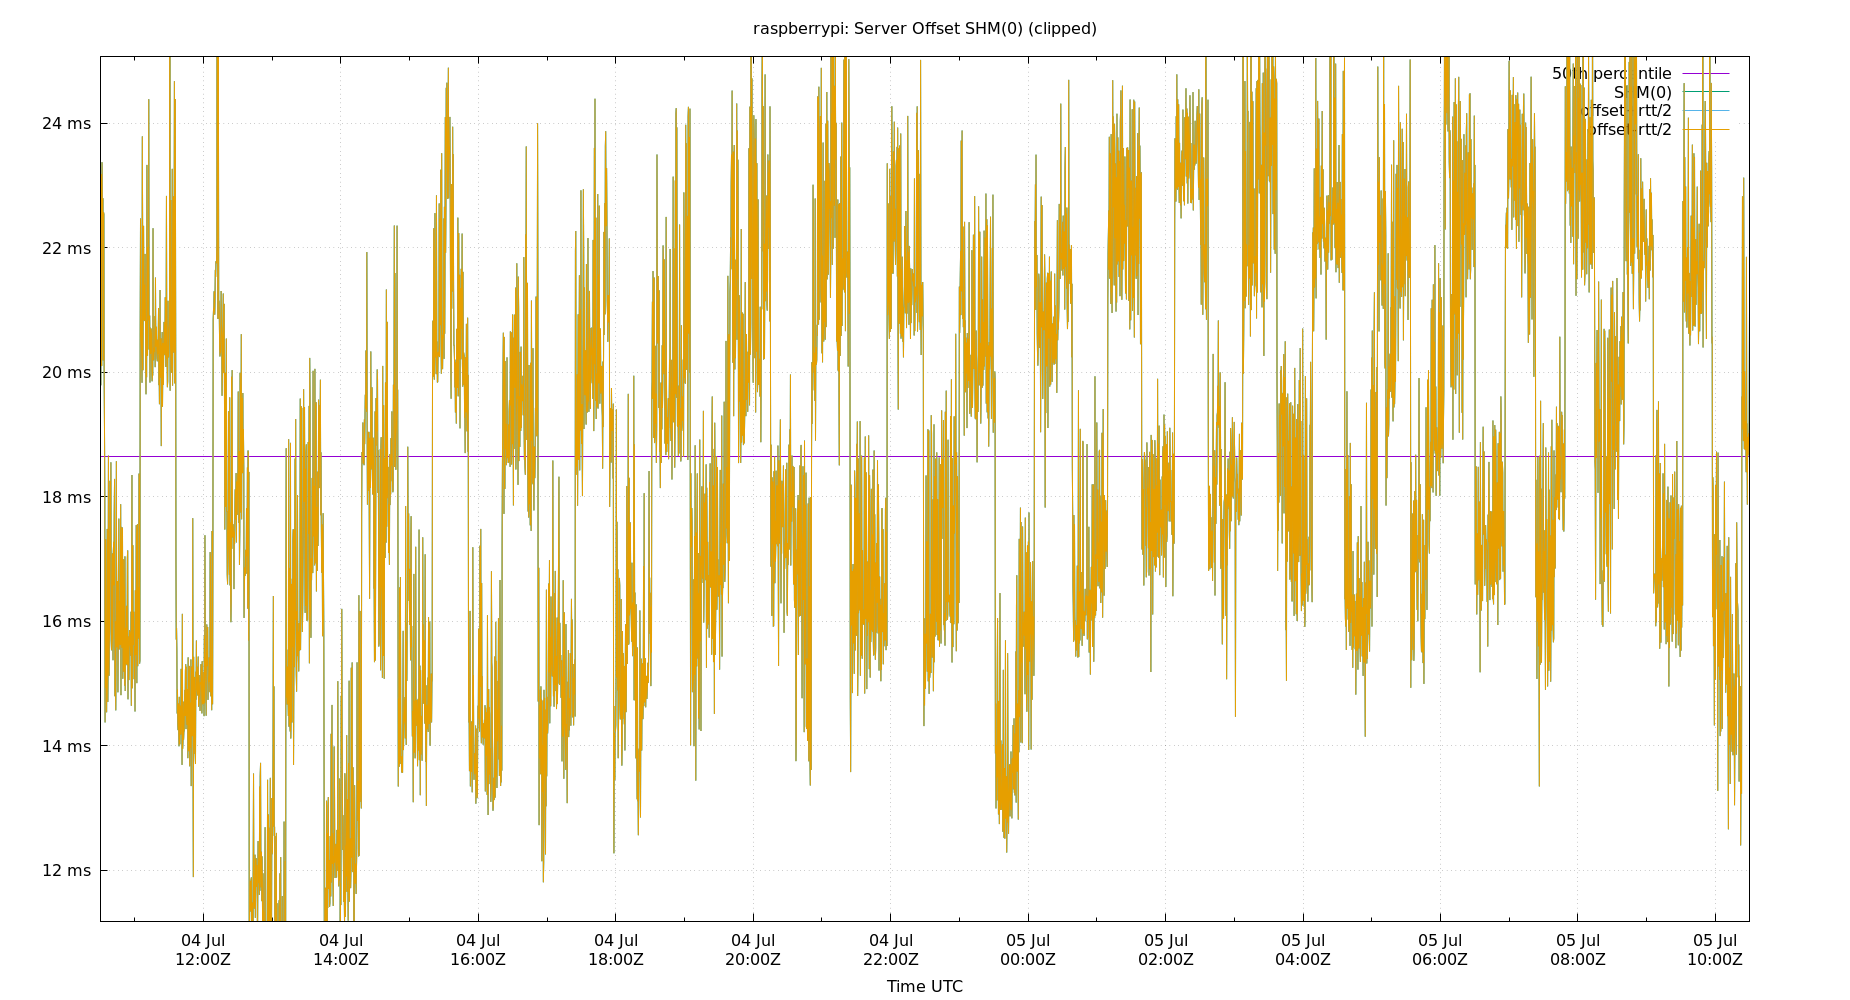 raspberrypi: Server Offset SHM(0) (clipped)
50th percentile
SHM(0)
offset-rtt/2
offset+rtt/2
24 ms
22 ms
20 ms
18 ms
16 ms
14 ms
12 ms
04 Jul 04 Jul 04 Jul 04 Jul 04 Jul 04 Jul 05 Jul 05 Jul 05 Jul 05 Jul 05 Jul 05 Jul
12:00Z 14:00Z 16:00Z 18:00Z 20:00Z 22:00Z 00:00Z 02:00Z 04:00Z 06:00Z 08:00Z 10:00Z
Time UTC